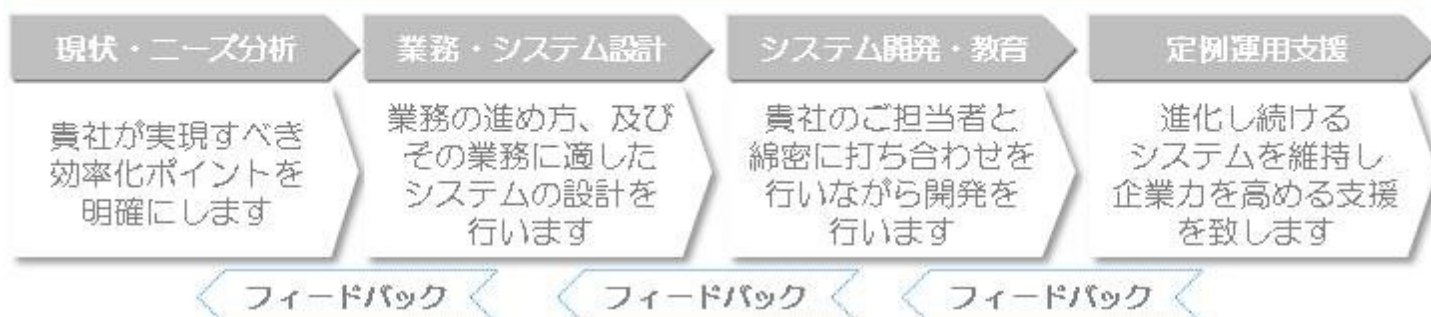 現状・ニーズ分析
貴社が実現すべき
効率化ポイントを
明確にします
業務・システム設計
業務の進め方、及び
その業務に適した
システムの設計を
行います
システム開発・教育
貴社のご担当者と
綿密に打ち合わせを
行いながら開発を
行います
定例運用支援
進化し続ける
システムを維持し
企業力を高める支援
を致します
フィードバック
フィードバック
フィードバック